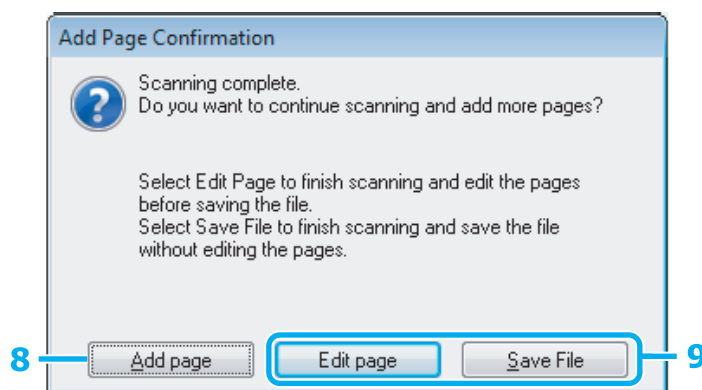 Add Page Confirmation
Scanning complete.
Do you want to continue scanning and add more pages?
Select Edit Page to finish scanning and edit the pages
before saving the file.
Select Save File to finish scanning and save the file
without editing the pages.
8 Add page Edit page Save File 9